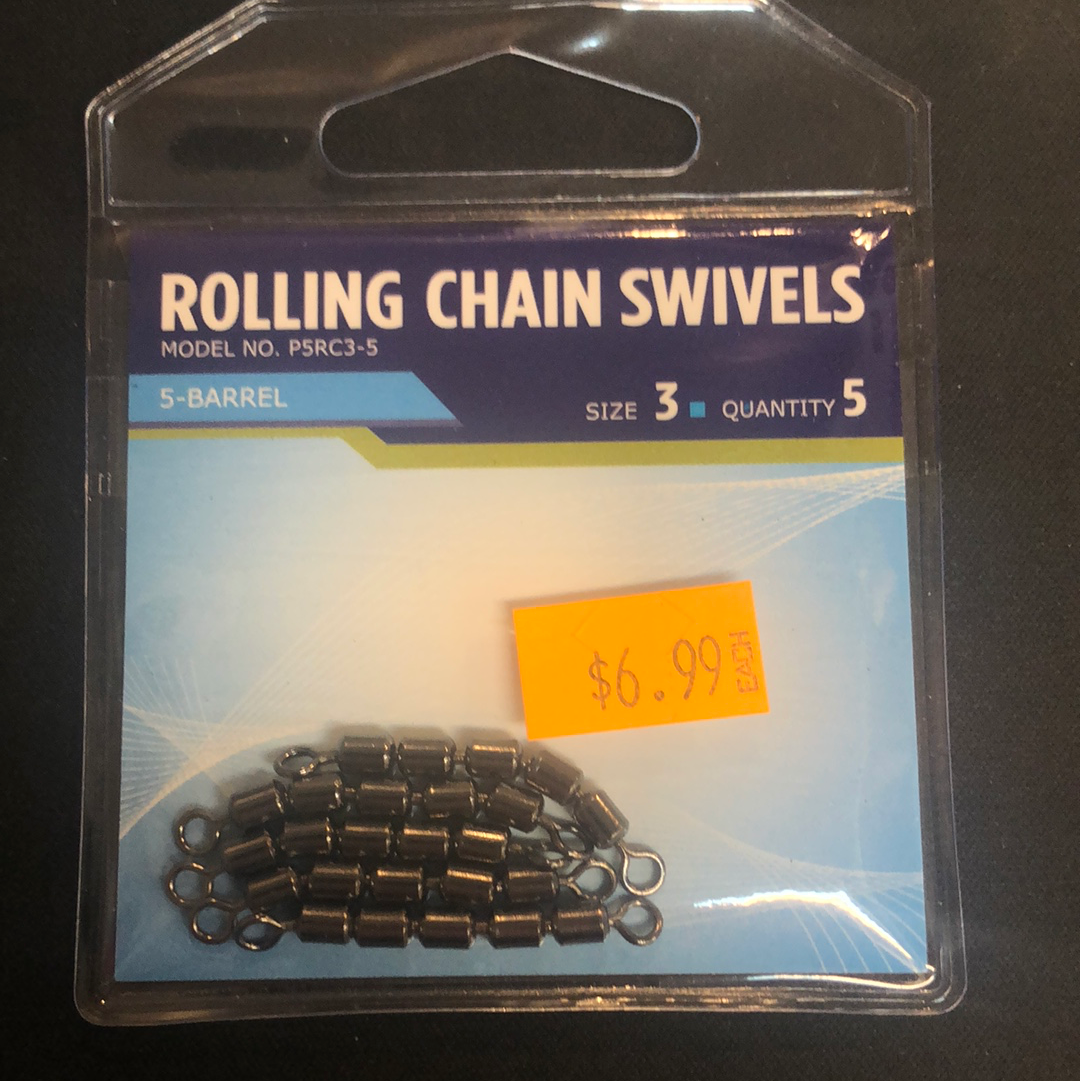 ROLLING CHAIN SWIVELS
MODEL NO. P5RC3-5
5-BARREL
SIZE 3 ▪ QUANTITY 5
$6.99 EACH